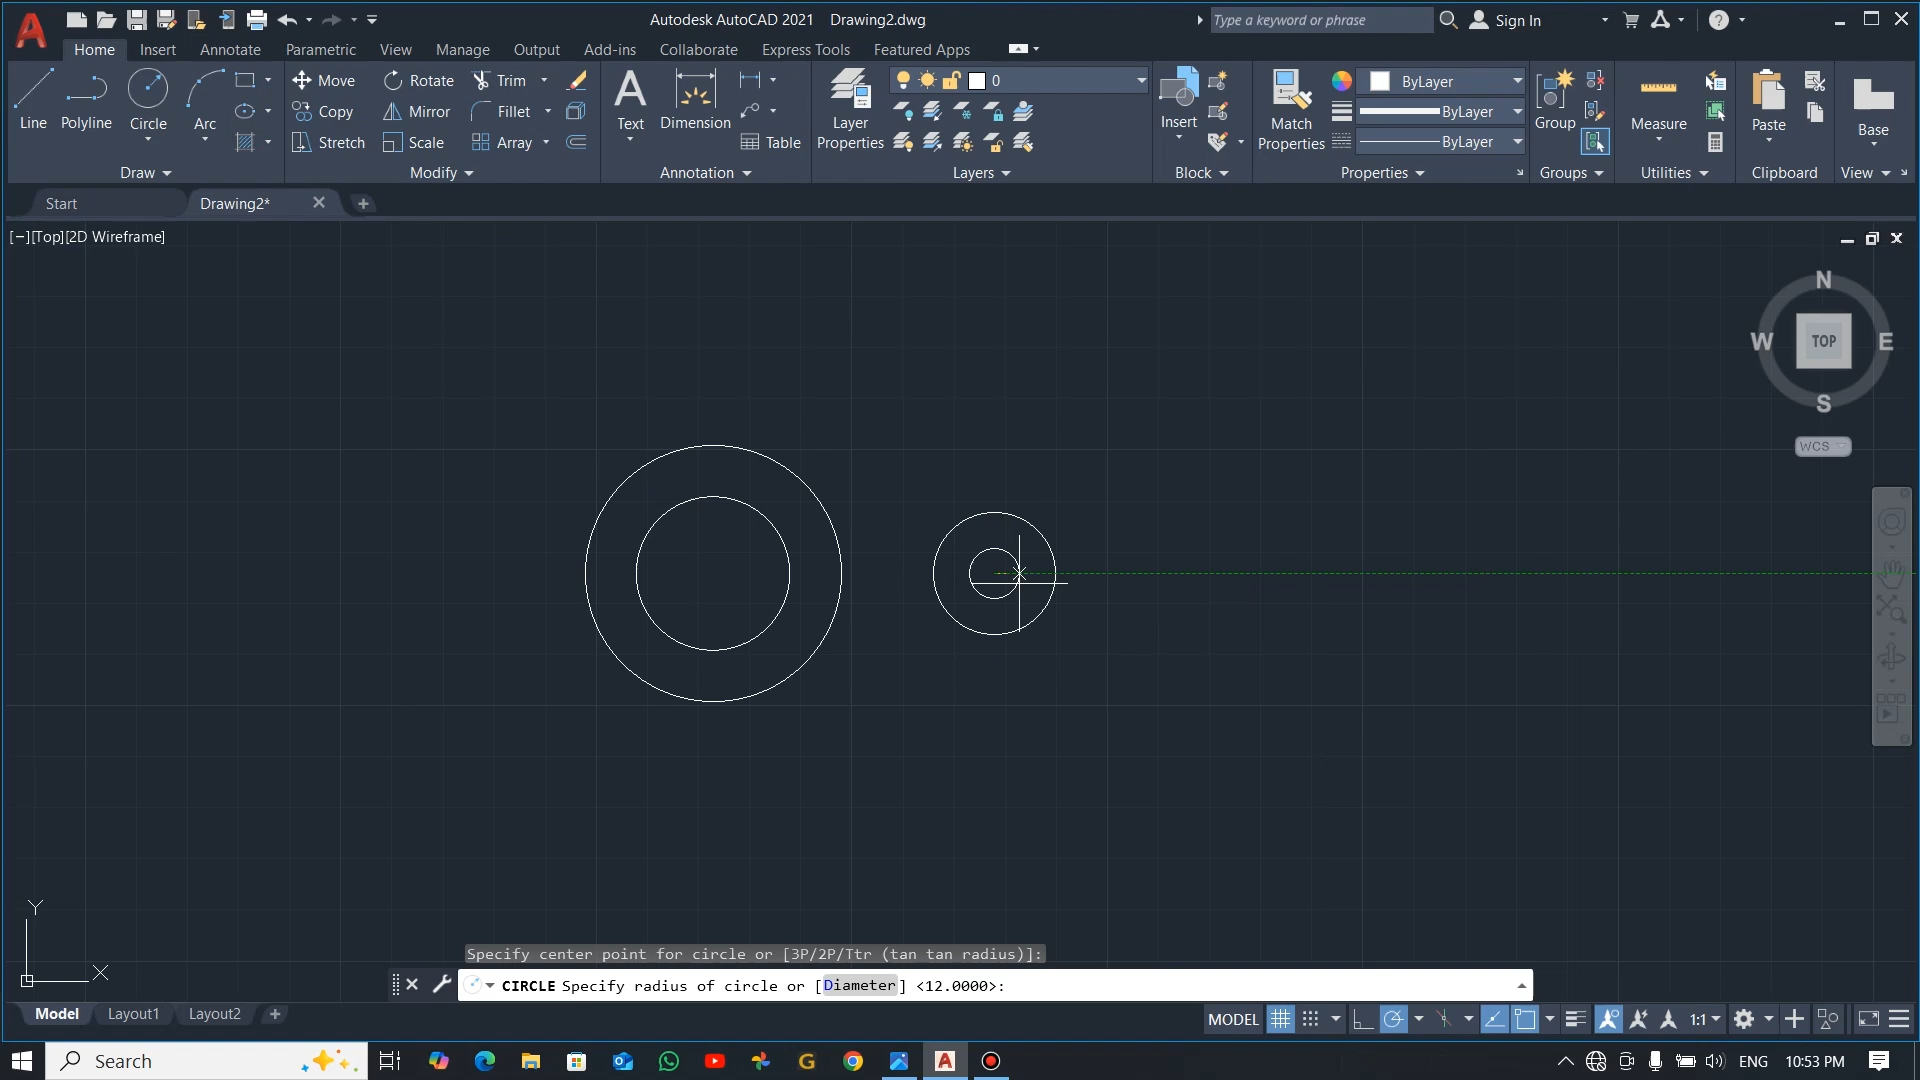 Autodesk AutoCAD 2021 Drawing2.dwg Type a keyword or phrase Sign In
Home Insert Annotate Parametric View Manage Output Add-ins Collaborate Express Tools Featured Apps
Line Polyline Circle Arc
Move Rotate Trim
Copy Mirror Fillet
Stretch Scale Array
Text Dimension Table
Layer Properties
0
Insert
Match Properties
ByLayer
ByLayer
ByLayer
Group Measure Paste Base
Draw Modify Annotation Layers Block Properties Groups Utilities Clipboard View
Start Drawing2*
[−][Top][2D Wireframe]
N
W TOP E
S
WCS
Y
X
Specify center point for circle or [3P/2P/Ttr (tan tan radius)]:
CIRCLE Specify radius of circle or [Diameter] <12.0000>:
Model Layout1 Layout2 MODEL 1:1
Search ENG 10:53 PM